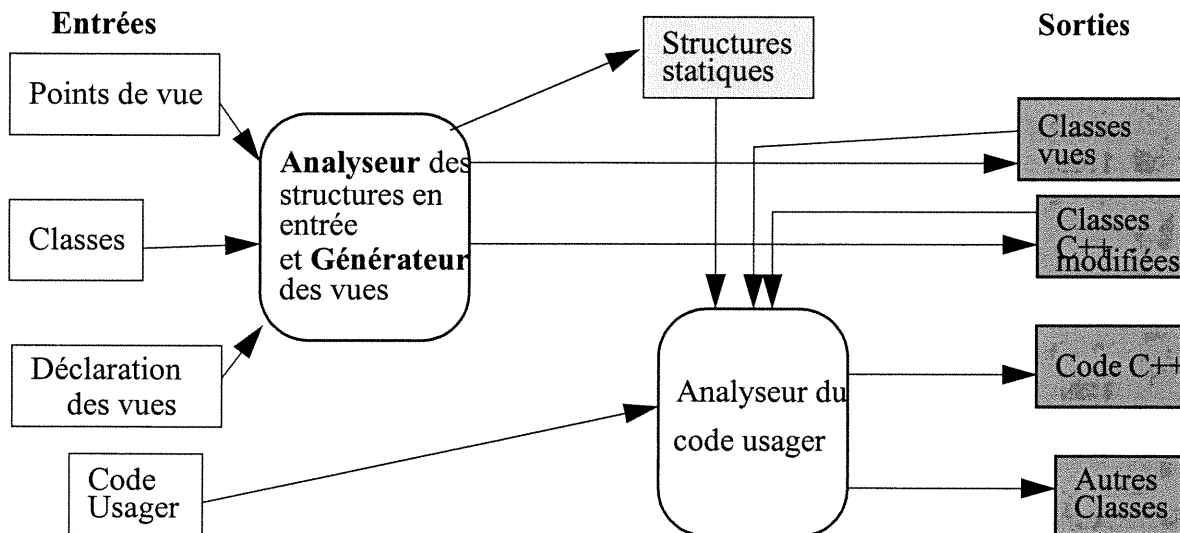 Entrées
Sorties
Points de vue
Classes
Déclaration
des vues
Code
Usager
Analyseur des
structures en
entrée
et Générateur
des vues
Structures
statiques
Analyseur du
code usager
Classes
vues
Classes
C++
modifiées
Code C++
Autres
Classes